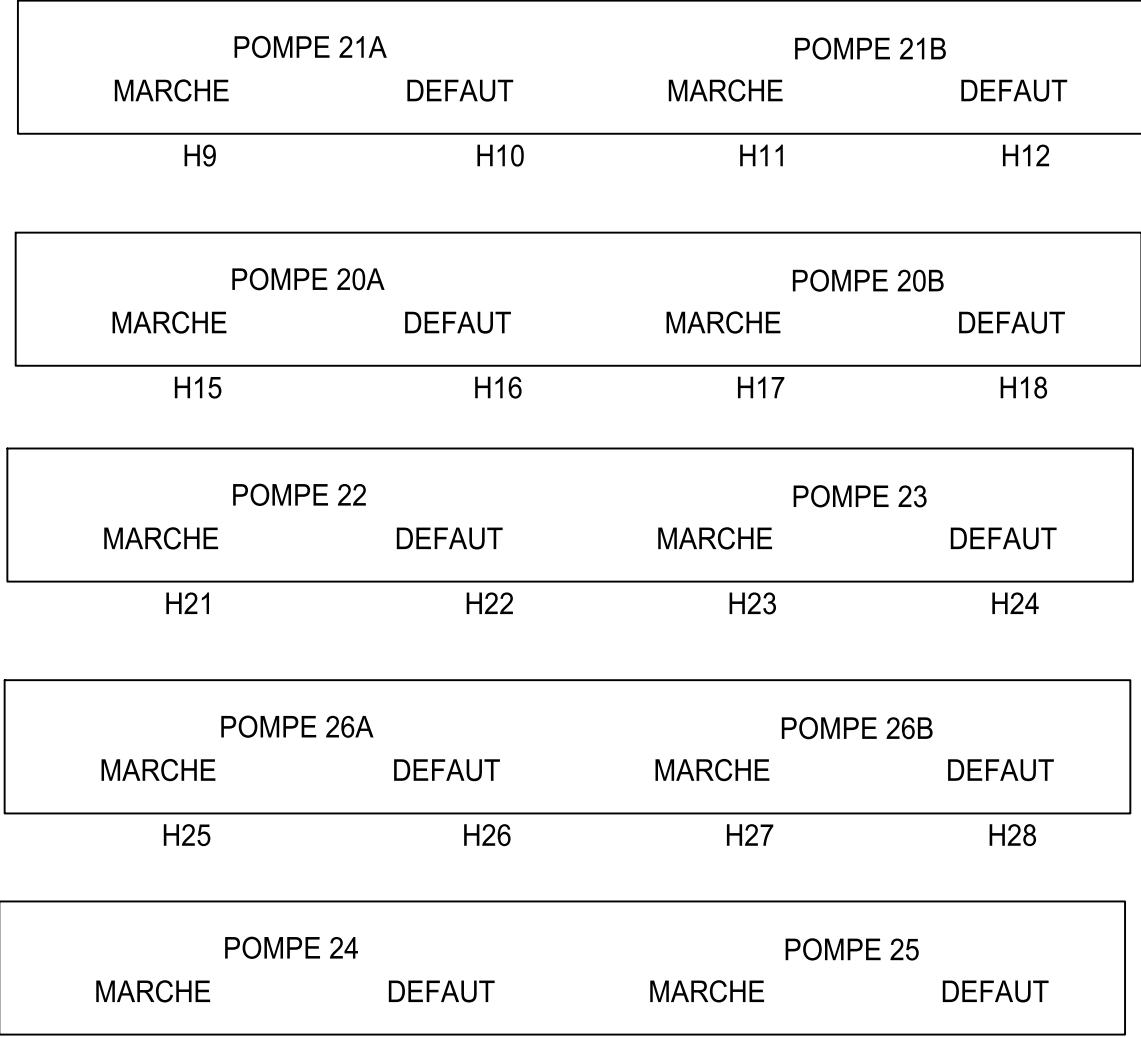 POMPE 21A POMPE 21B
MARCHE DEFAUT MARCHE DEFAUT
H9 H10 H11 H12
POMPE 20A POMPE 20B
MARCHE DEFAUT MARCHE DEFAUT
H15 H16 H17 H18
POMPE 22 POMPE 23
MARCHE DEFAUT MARCHE DEFAUT
H21 H22 H23 H24
POMPE 26A POMPE 26B
MARCHE DEFAUT MARCHE DEFAUT
H25 H26 H27 H28
POMPE 24 POMPE 25
MARCHE DEFAUT MARCHE DEFAUT